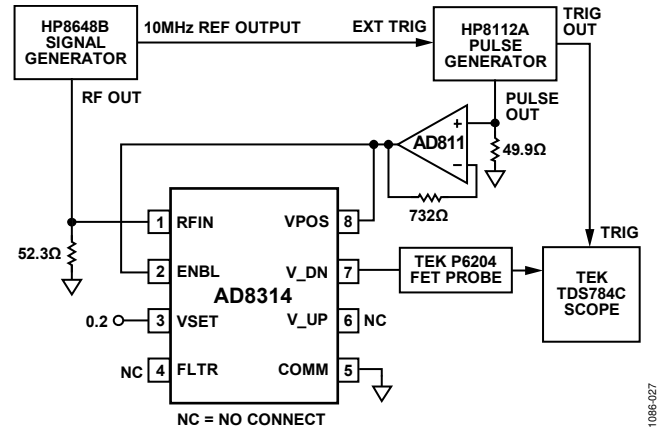 HP8648B
SIGNAL
GENERATOR
10MHz REF OUTPUT
EXT TRIG
HP8112A
PULSE
GENERATOR
TRIG
OUT
RF OUT
PULSE
OUT
+
AD811
–
49.9Ω
732Ω
TRIG
52.3Ω
1 RFIN
VPOS 8
2 ENBL
V_DN 7
AD8314
0.2
3 VSET
V_UP 6 NC
NC 4 FLTR
COMM 5
TEK P6204
FET PROBE
TEK
TDS784C
SCOPE
NC = NO CONNECT
1086-027